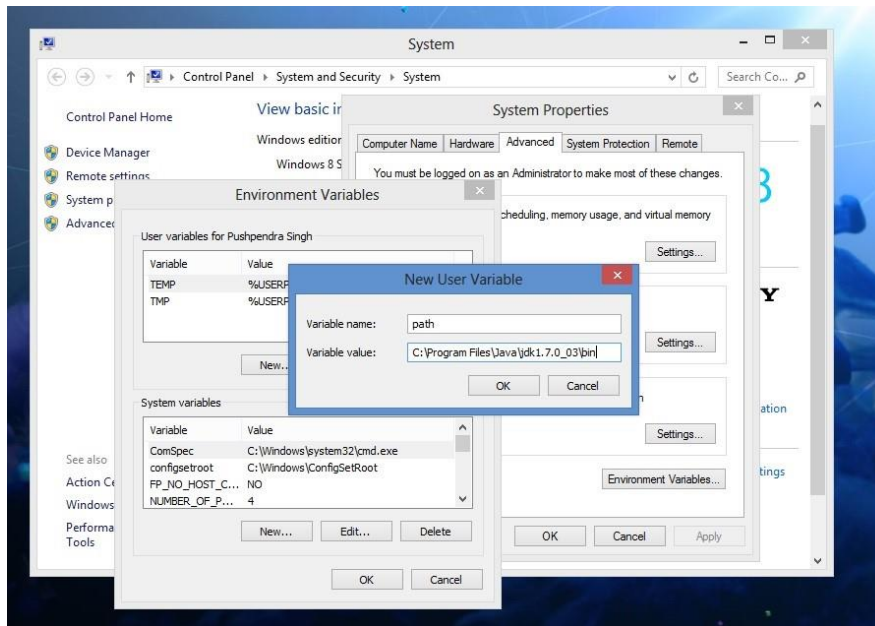 System
Control Panel System and Security System
Search Co...
Control Panel Home
Device Manager
Remote settings
System p
Advanced
See also
Action Ce
Windows
Performa
Tools
View basic in
Windows edition
Windows 8 S
8
Y
ation
tings
System Properties
Computer Name Hardware Advanced System Protection Remote
You must be logged on as an Administrator to make most of these changes.
cheduling, memory usage, and virtual memory
Settings...
Settings...
n
Settings...
Environment Variables...
OK Cancel Apply
Environment Variables
User variables for Pushpendra Singh
Variable Value
TEMP %USERP
TMP %USERP
New..
System variables
Variable Value
ComSpec C:\Windows\system32\cmd.exe
configsetroot C:\Windows\ConfigSetRoot
FP_NO_HOST_C... NO
NUMBER_OF_P... 4
New... Edit... Delete
OK Cancel
New User Variable
Variable name: path
Variable value: C:\Program Files\Java\jdk1.7.0_03\bin
OK Cancel